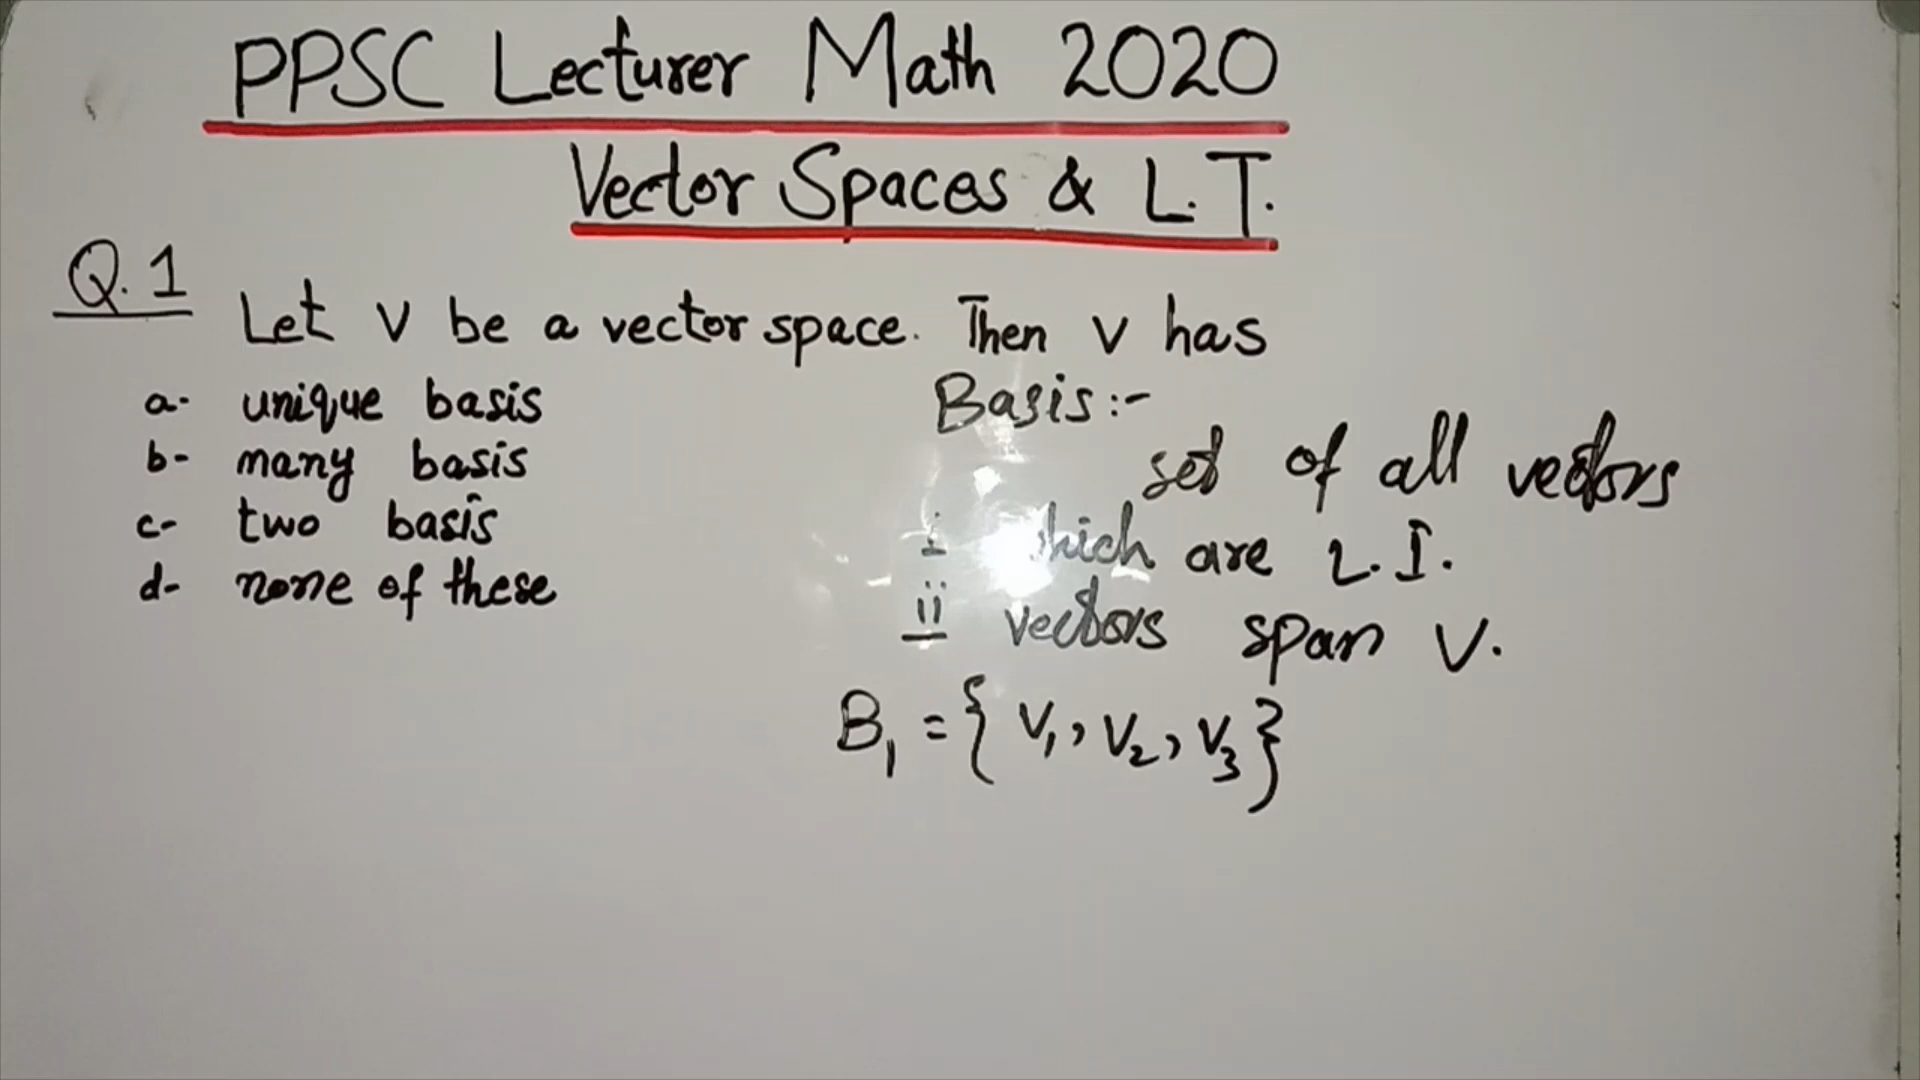 PPSC Lecturer Math 2020
Vector Spaces & L.T.
Q.1
Let V be a vector space. Then V has
a- unique basis
b- many basis
c- two basis
d- none of these
Basis:-
set of all vectors
i which are L.I.
ii vectors span V.
B₁ = { V₁, V₂, V₃ }